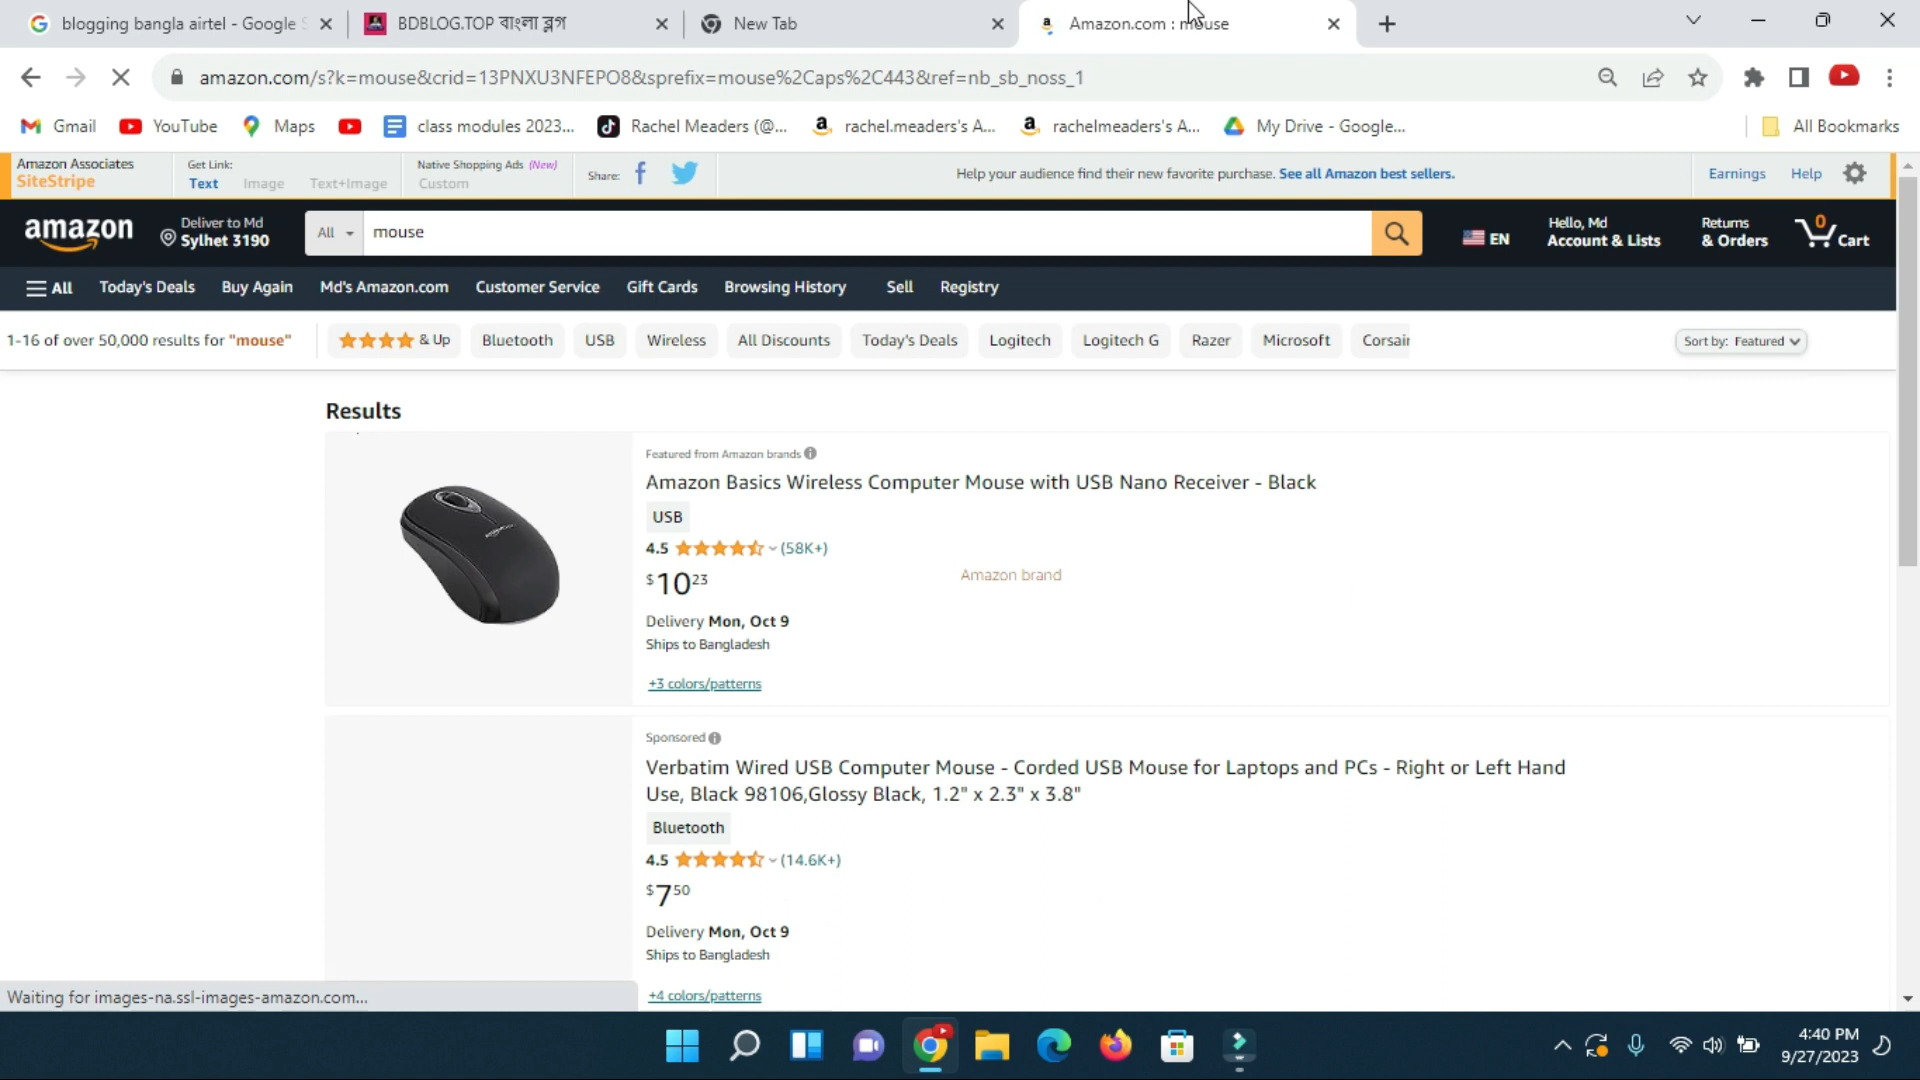 blogging bangla airtel - Google
BDBLOG.TOP বাংলা ব্লগ
New Tab
Amazon.com : mouse
amazon.com/s?k=mouse&crid=13PNXU3NFEPO8&sprefix=mouse%2Caps%2C443&ref=nb_sb_noss_1
Gmail
YouTube
Maps
class modules 2023...
Rachel Meaders (@...
rachel.meaders's A...
rachelmeaders's A...
My Drive - Google...
All Bookmarks
Amazon Associates
SiteStripe
Get Link:
Text Image Text+Image
Native Shopping Ads (New)
Custom
Share:
Help your audience find their new favorite purchase. See all Amazon best sellers.
Earnings
Help
amazon
Deliver to Md
Sylhet 3190
All
mouse
EN
Hello, Md
Account & Lists
Returns
& Orders
0
Cart
All
Today's Deals
Buy Again
Md's Amazon.com
Customer Service
Gift Cards
Browsing History
Sell
Registry
1-16 of over 50,000 results for "mouse"
& Up
Bluetooth
USB
Wireless
All Discounts
Today's Deals
Logitech
Logitech G
Razer
Microsoft
Corsair
Sort by: Featured
Results
Featured from Amazon brands
Amazon Basics Wireless Computer Mouse with USB Nano Receiver - Black
USB
4.5 (58K+)
$10 23
Amazon brand
Delivery Mon, Oct 9
Ships to Bangladesh
+3 colors/patterns
Sponsored
Verbatim Wired USB Computer Mouse - Corded USB Mouse for Laptops and PCs - Right or Left Hand
Use, Black 98106,Glossy Black, 1.2" x 2.3" x 3.8"
Bluetooth
4.5 (14.6K+)
$7 50
Delivery Mon, Oct 9
Ships to Bangladesh
+4 colors/patterns
Waiting for images-na.ssl-images-amazon.com...
4:40 PM
9/27/2023